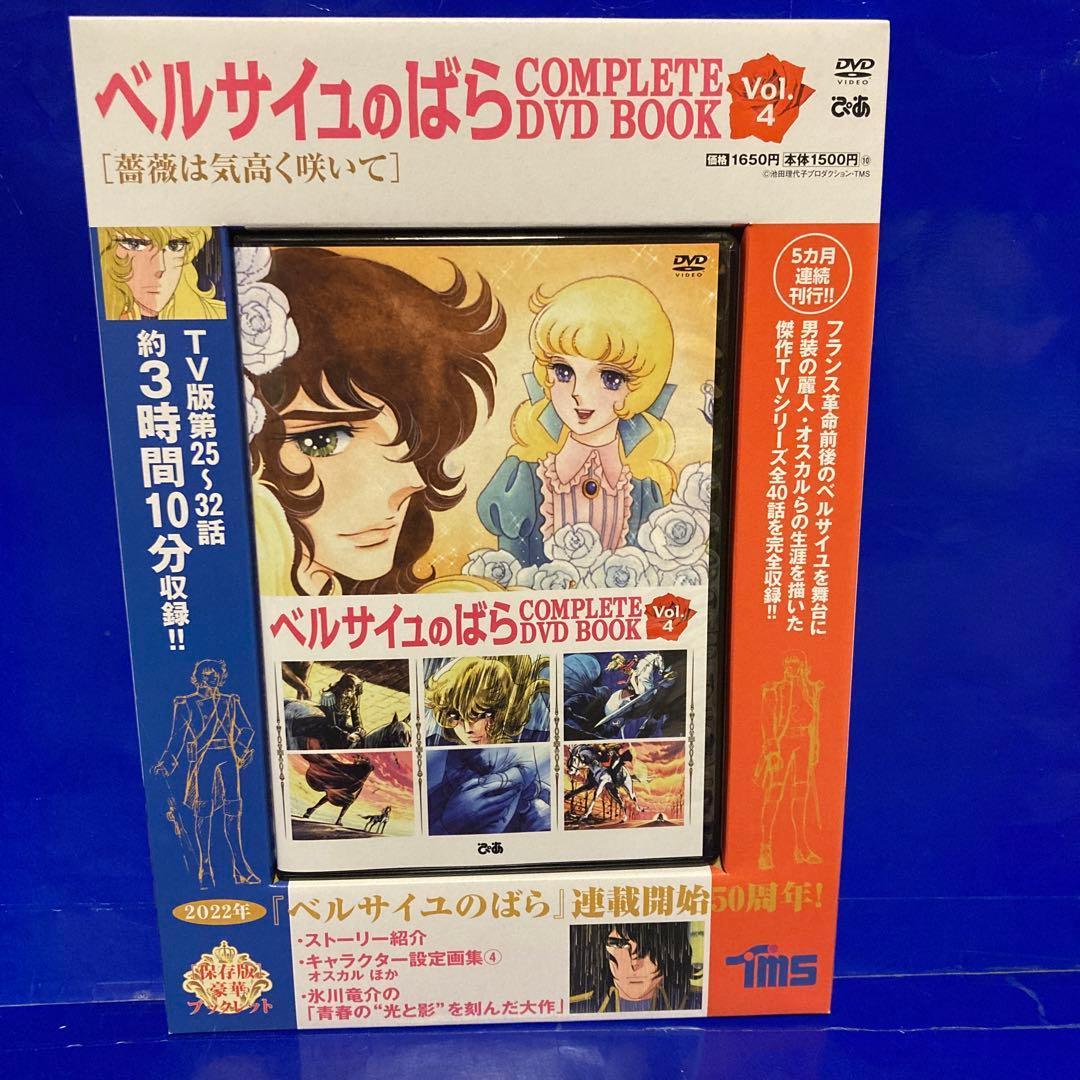 ベルサイユのばら COMPLETE DVD BOOK Vol. 4
DVD VIDEO
ぴあ
[薔薇は気高く咲いて]
価格 1650円 本体1500円 ⑩
©池田理代子プロダクション・TMS
TV版第25〜32話
約3時間10分収録!!
5カ月連続刊行!!
フランス革命前後のベルサイユを舞台に
男装の麗人・オスカルらの生涯を描いた
傑作TVシリーズ全40話を完全収録!!
DVD VIDEO
ベルサイユのばら COMPLETE DVD BOOK Vol. 4
ぴあ
2022年 『ベルサイユのばら』連載開始50周年!
保存版
豪華
ブックレット
・ストーリー紹介
・キャラクター設定画集④
オスカル ほか
・氷川竜介の
「青春の“光と影”を刻んだ大作」
TMS